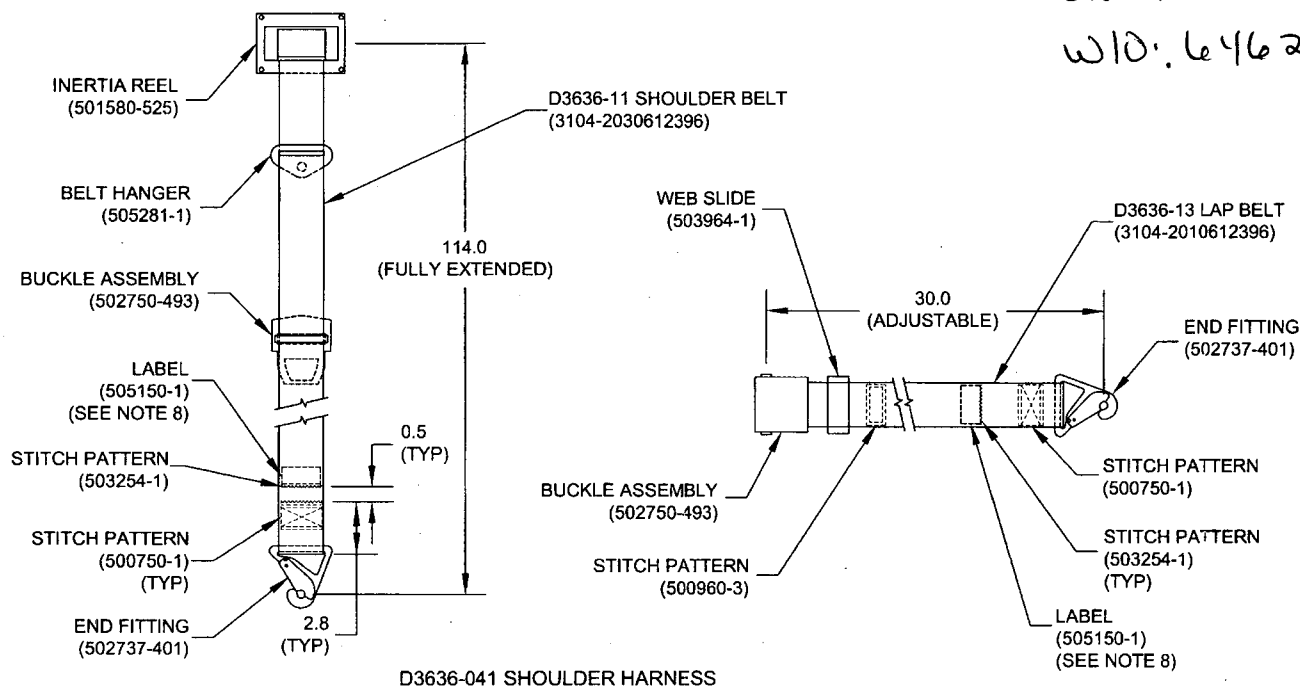 W/O: 6462
INERTIA REEL
(501580-525)
D3636-11 SHOULDER BELT
(3104-2030612396)
BELT HANGER
(505281-1)
114.0
(FULLY EXTENDED)
BUCKLE ASSEMBLY
(502750-493)
LABEL
(505150-1)
(SEE NOTE 8)
0.5
(TYP)
STITCH PATTERN
(503254-1)
STITCH PATTERN
(500750-1)
(TYP)
END FITTING
(502737-401)
2.8
(TYP)
WEB SLIDE
(503964-1)
D3636-13 LAP BELT
(3104-2010612396)
30.0
(ADJUSTABLE)
END FITTING
(502737-401)
BUCKLE ASSEMBLY
(502750-493)
STITCH PATTERN
(500960-3)
STITCH PATTERN
(500750-1)
STITCH PATTERN
(503254-1)
(TYP)
LABEL
(505150-1)
(SEE NOTE 8)
D3636-041 SHOULDER HARNESS